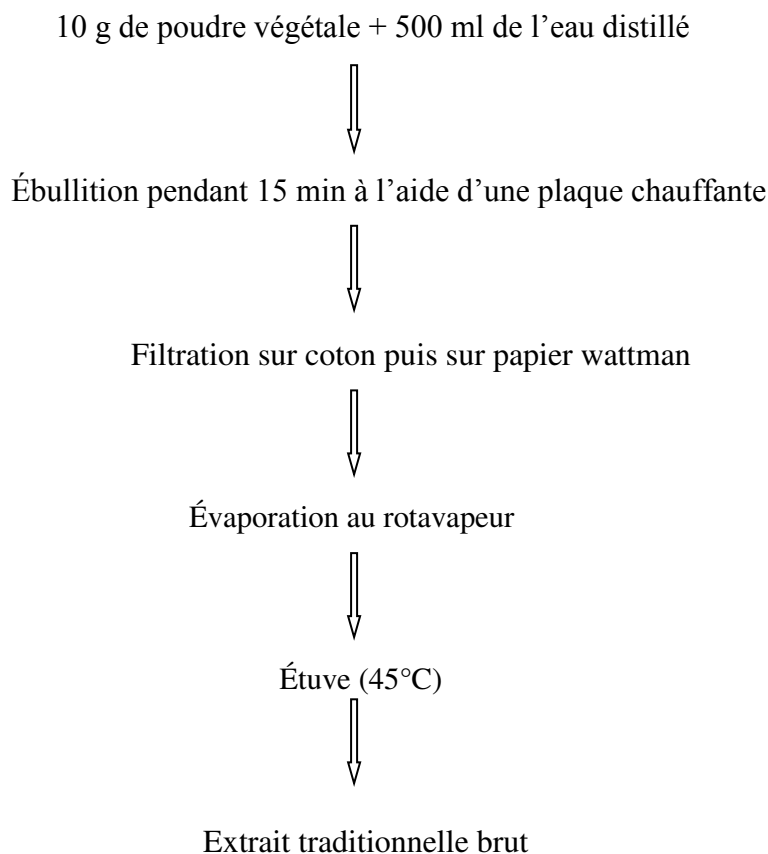 10 g de poudre végétale + 500 ml de l’eau distillé
Ébullition pendant 15 min à l’aide d’une plaque chauffante
Filtration sur coton puis sur papier wattman
Évaporation au rotavapeur
Étuve (45°C)
Extrait traditionnelle brut